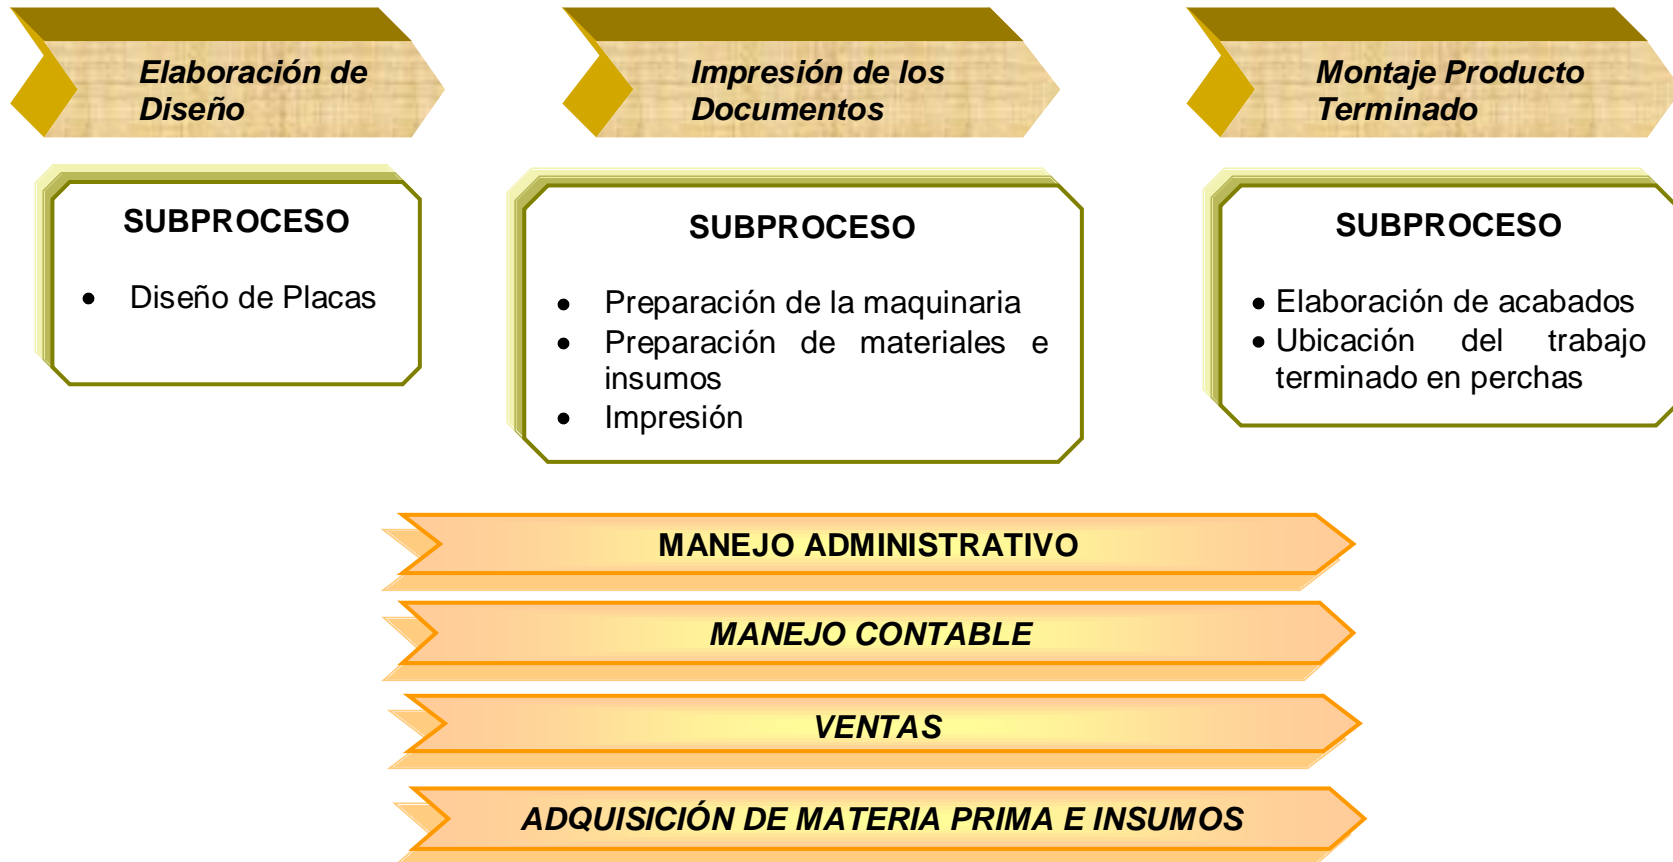 Elaboración de
Diseño
Impresión de los
Documentos
Montaje Producto
Terminado
SUBPROCESO
• Diseño de Placas
SUBPROCESO
• Preparación de la maquinaria
• Preparación de materiales e
insumos
• Impresión
SUBPROCESO
• Elaboración de acabados
• Ubicación del trabajo
terminado en perchas
MANEJO ADMINISTRATIVO
MANEJO CONTABLE
VENTAS
ADQUISICIÓN DE MATERIA PRIMA E INSUMOS